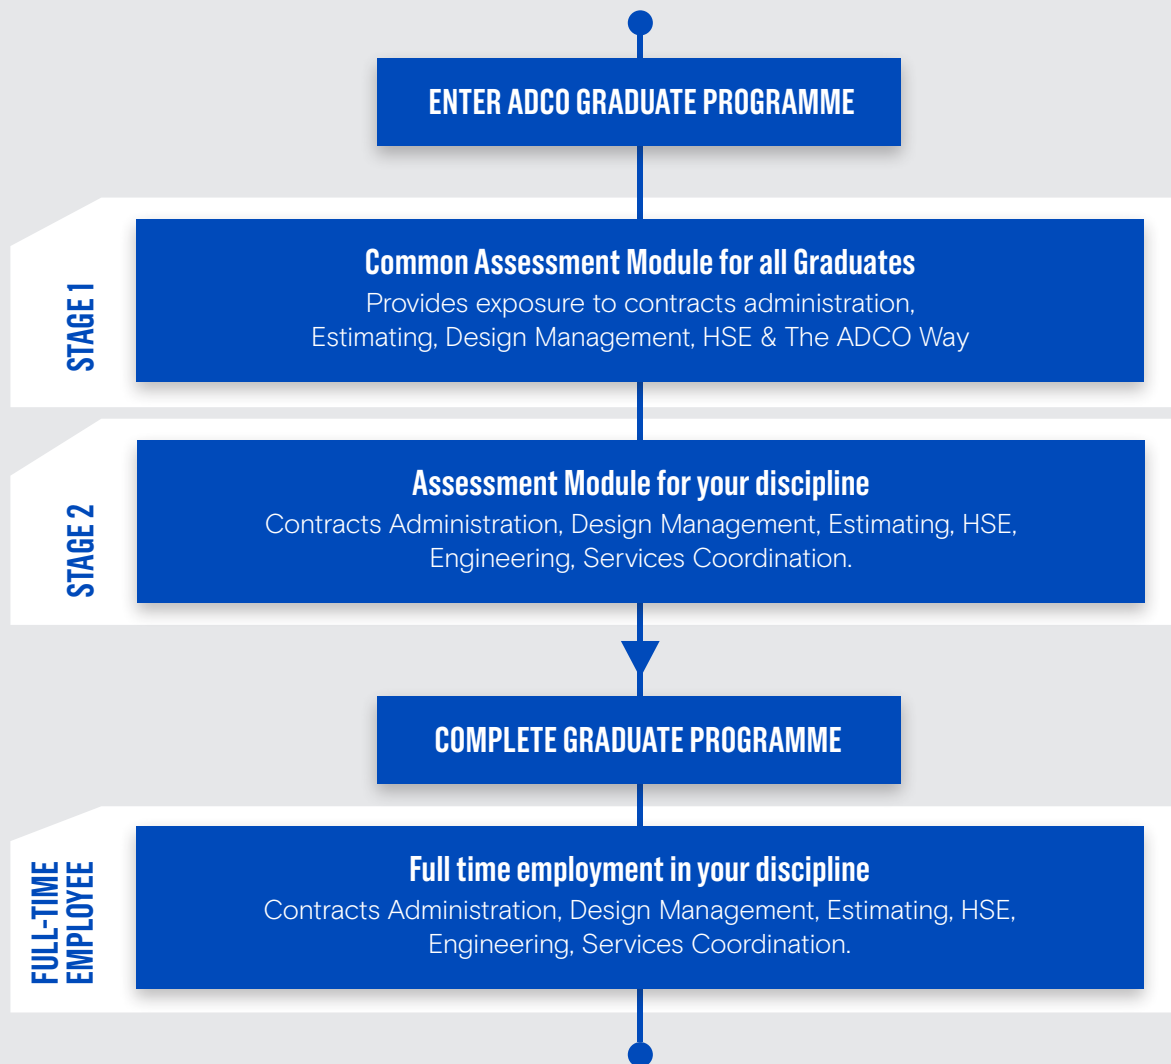 ENTER ADCO GRADUATE PROGRAMME
STAGE 1
Common Assessment Module for all Graduates
Provides exposure to contracts administration,
Estimating, Design Management, HSE & The ADCO Way
STAGE 2
Assessment Module for your discipline
Contracts Administration, Design Management, Estimating, HSE,
Engineering, Services Coordination.
COMPLETE GRADUATE PROGRAMME
FULL-TIME
EMPLOYEE
Full time employment in your discipline
Contracts Administration, Design Management, Estimating, HSE,
Engineering, Services Coordination.